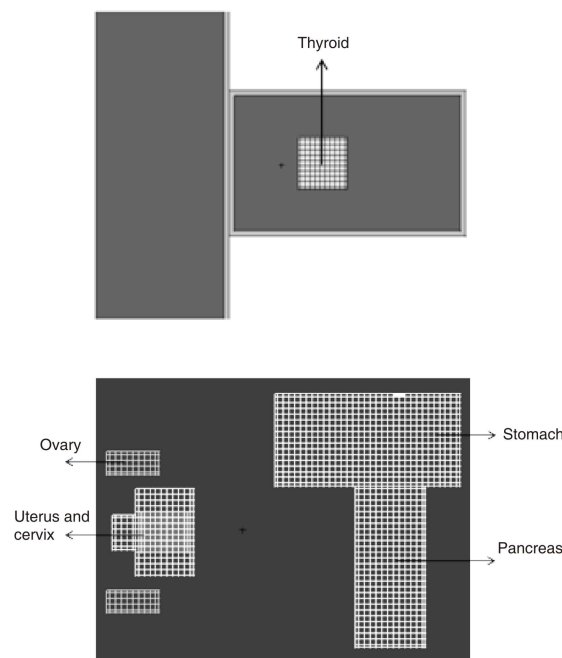 Thyroid
Ovary
Stomach
Uterus and
cervix
Pancreas